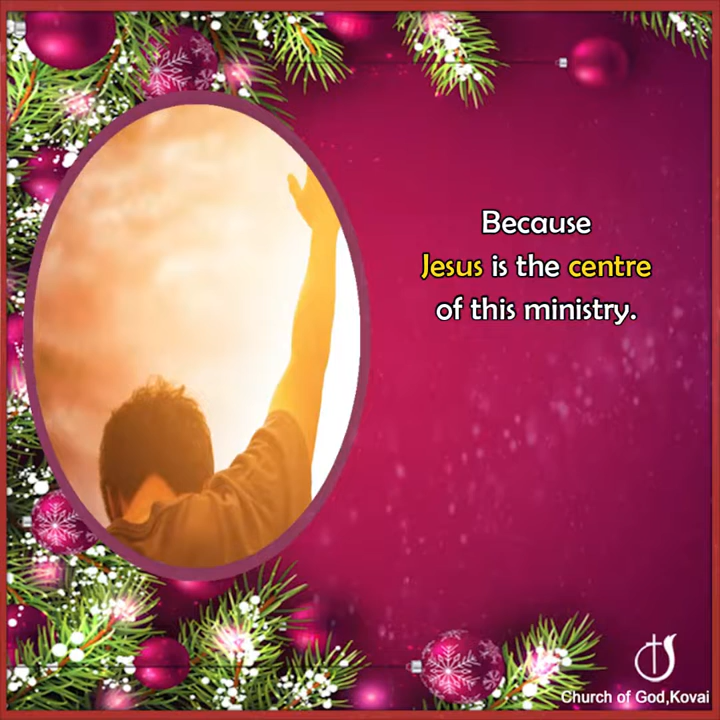 Because
Jesus is the centre
of this ministry.
Church of God,Kovai